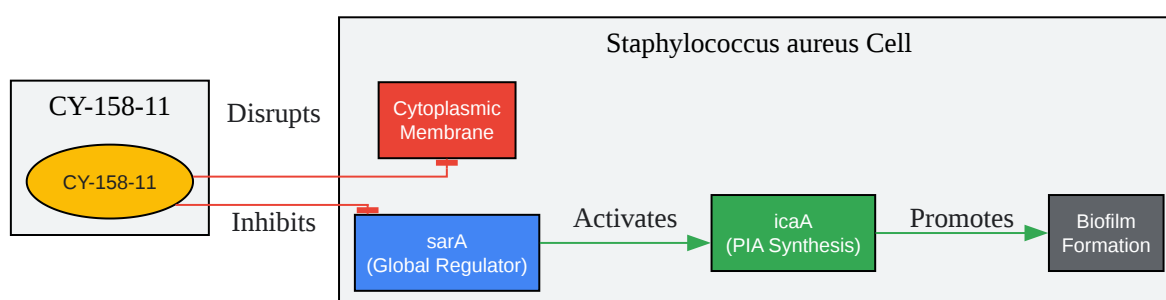 Staphylococcus aureus Cell
CY-158-11
CY-158-11
Disrupts
Inhibits
Cytoplasmic
Membrane
sarA
(Global Regulator)
Activates
icaA
(PIA Synthesis)
Promotes
Biofilm
Formation